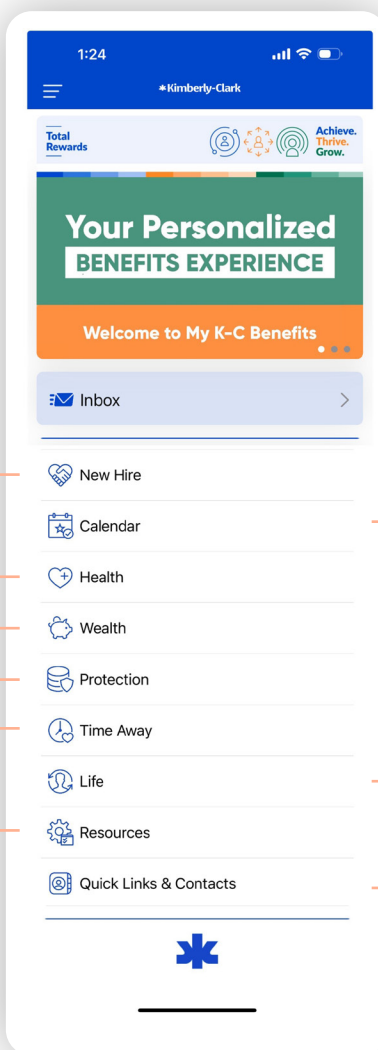 1:24
*Kimberly-Clark
Total
Rewards
Achieve.
Thrive.
Grow.
Your Personalized
BENEFITS EXPERIENCE
Welcome to My K-C Benefits
Inbox
New Hire
Calendar
Health
Wealth
Protection
Time Away
Life
Resources
Quick Links & Contacts